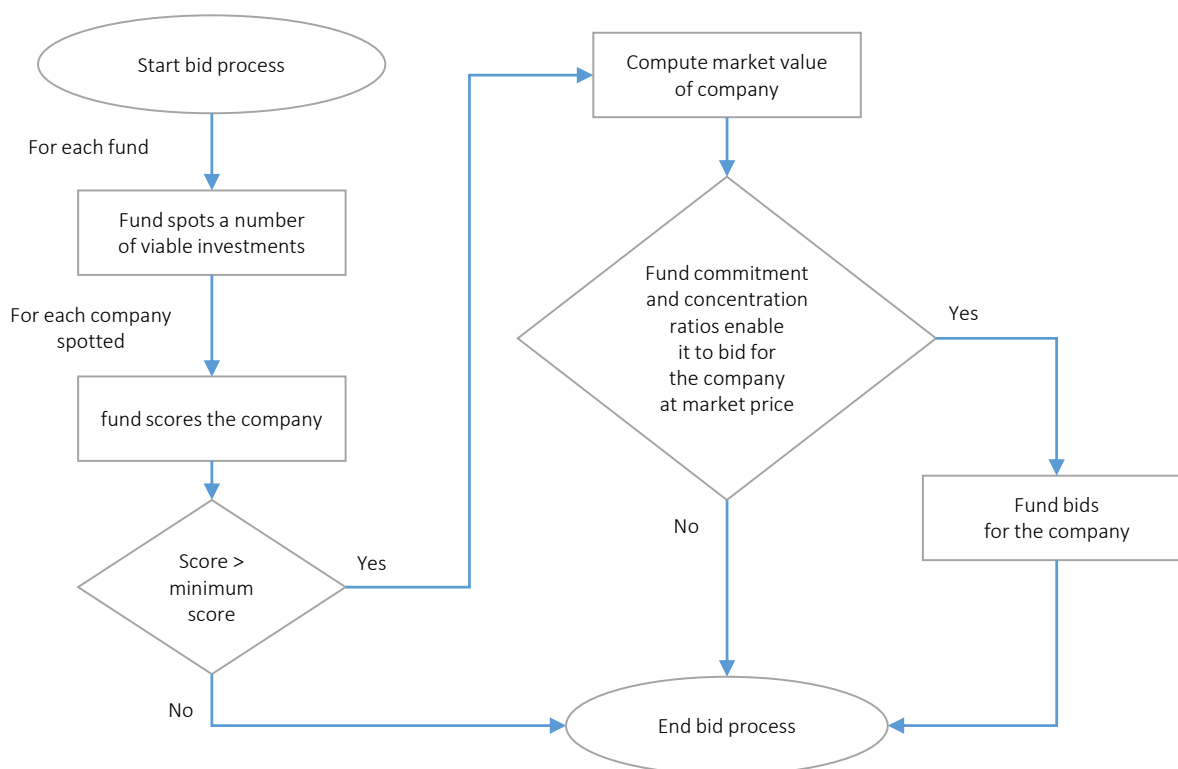 Start bid process
For each fund
Fund spots a number
of viable investments
For each company
spotted
fund scores the company
Score >
minimum
score
Yes
No
Compute market value
of company
Fund commitment
and concentration
ratios enable
it to bid for
the company
at market price
Yes
No
Fund bids
for the company
End bid process